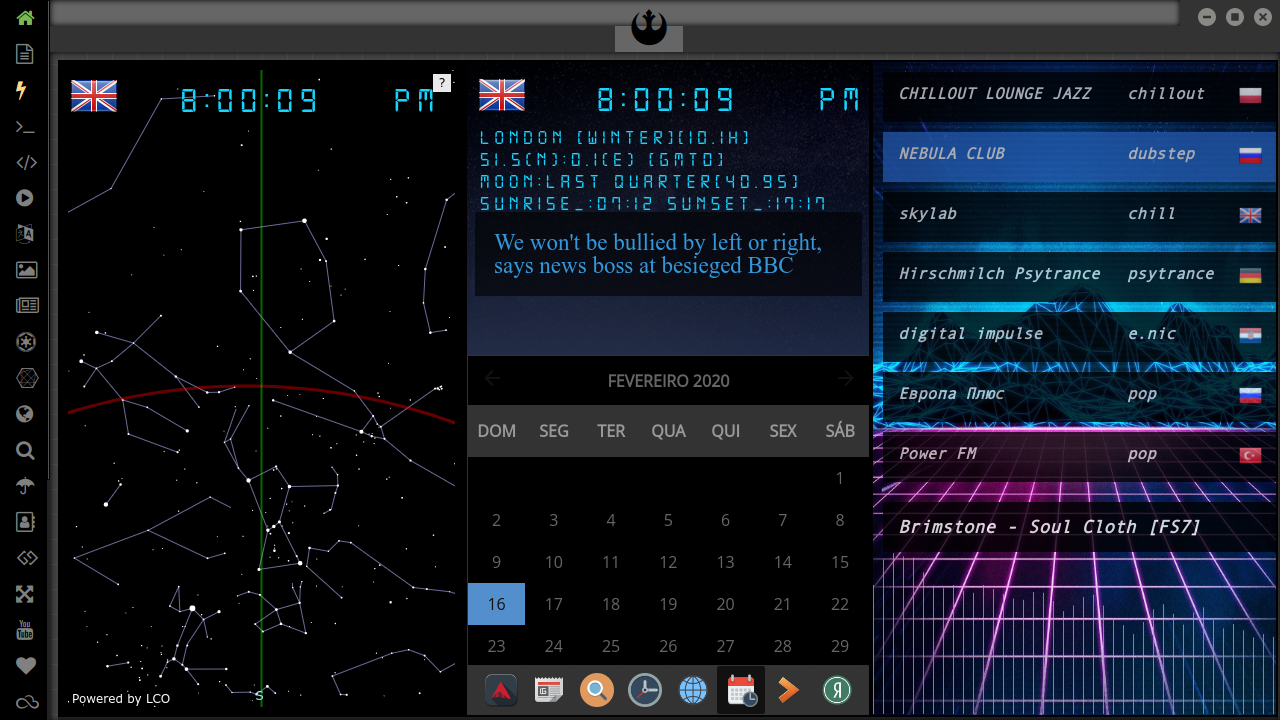 8:00:09 PM
?
S
Powered by LCO
8:00:09 PM
LONDON [WINTER][10.1H]
51.5(N):0.1(E) [GMT0]
MOON:LAST QUARTER[40.95]
SUNRISE_:07:12 SUNSET_:17:17
We won't be bullied by left or right,
says news boss at besieged BBC
FEVEREIRO 2020
DOM SEG TER QUA QUI SEX SÁB
1
2 3 4 5 6 7 8
9 10 11 12 13 14 15
16 17 18 19 20 21 22
23 24 25 26 27 28 29
CHILLOUT LOUNGE JAZZ chillout
NEBULA CLUB dubstep
skylab chill
Hirschmilch Psytrance psytrance
digital impulse e.nic
Европа Плюс pop
Power FM pop
Brimstone - Soul Cloth [FS7]
You
Tube
Я